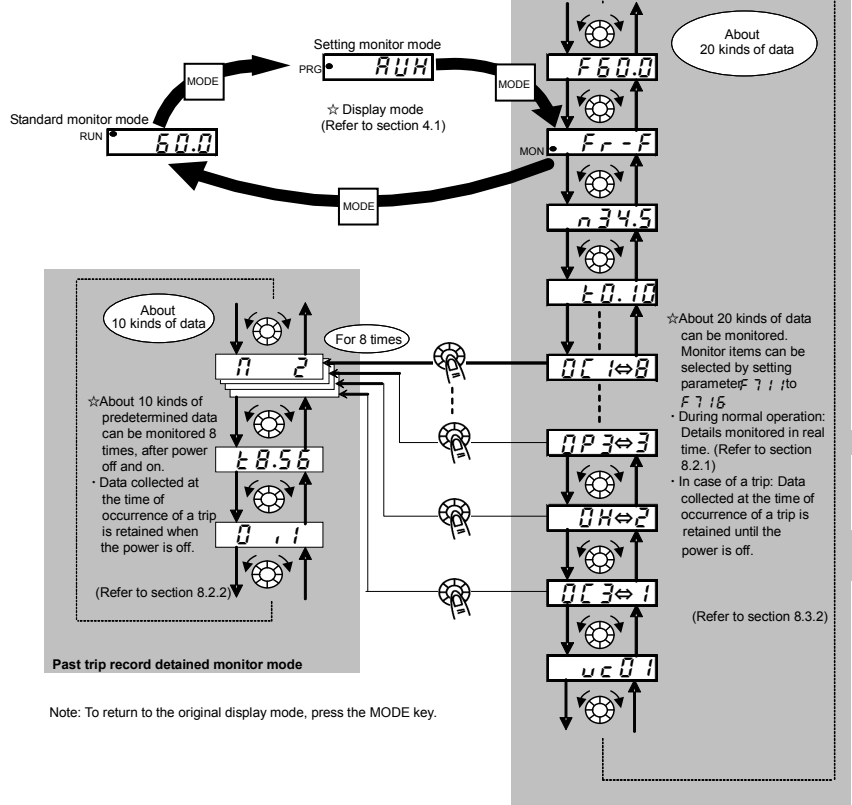 Setting monitor mode
PRG
AUH
MODE
MODE
☆ Display mode
(Refer to section 4.1)
Standard monitor mode
RUN
60.0
MODE
About
20 kinds of data
F60.0
MON
Fr-F
n34.5
t0.10
OC1⇔8
OP3⇔3
OH⇔2
OC3⇔1
uc01
☆About 20 kinds of data
can be monitored.
Monitor items can be
selected by setting
parameter F711 to
F716
・During normal operation:
Details monitored in real
time. (Refer to section
8.2.1)
・In case of a trip: Data
collected at the time of
occurrence of a trip is
retained until the
power is off.
(Refer to section 8.3.2)
About
10 kinds of data
For 8 times
n 2
t8.56
☆About 10 kinds of
predetermined data
can be monitored 8
times, after power
off and on.
・Data collected at
the time of
occurrence of a trip
is retained when
the power is off.
(Refer to section 8.2.2)
Past trip record detained monitor mode
Note: To return to the original display mode, press the MODE key.